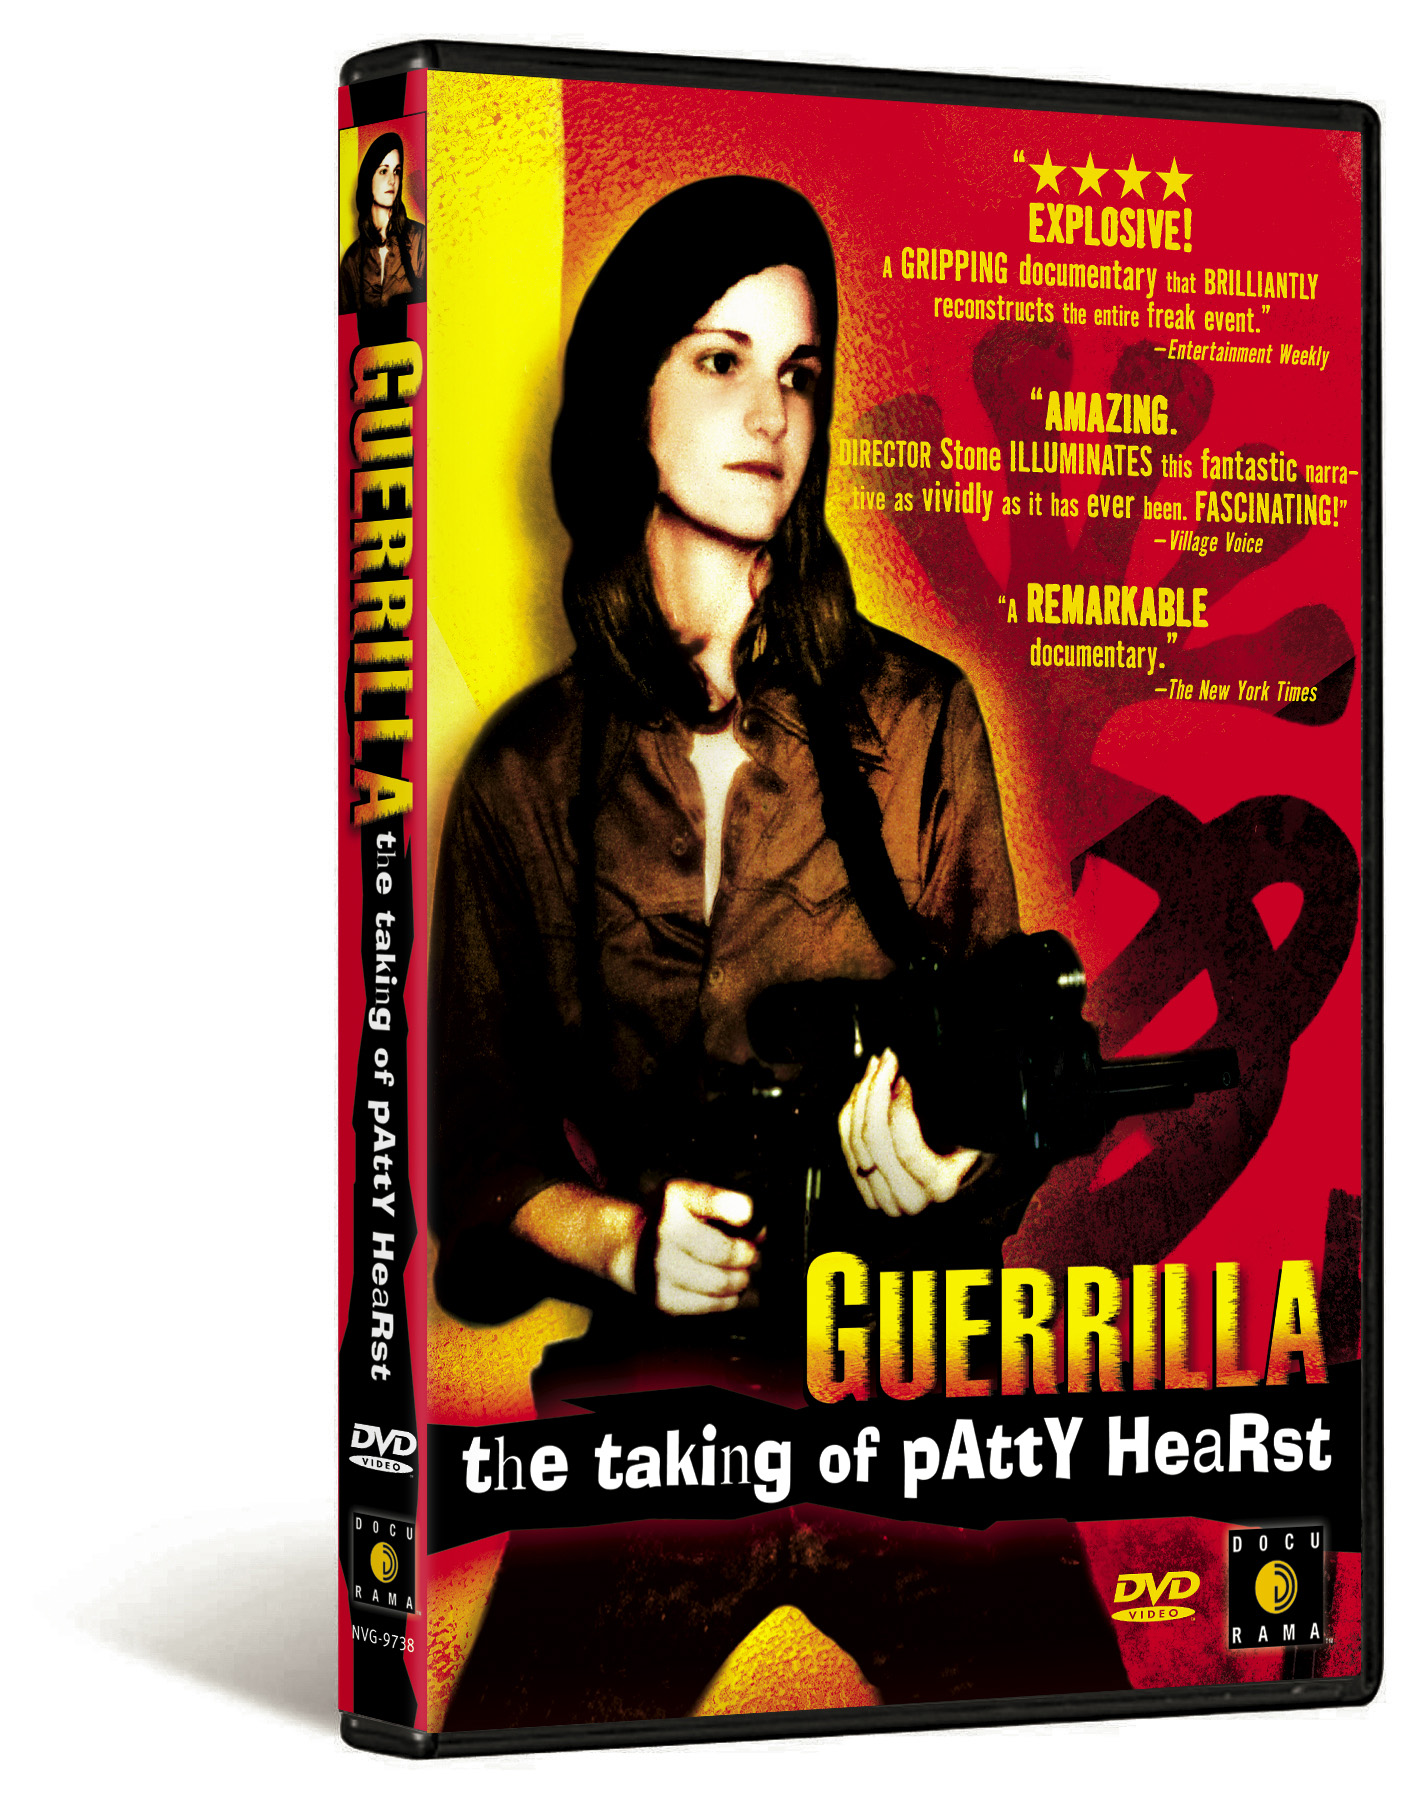 “★★★★
EXPLOSIVE!
A GRIPPING documentary that BRILLIANTLY
reconstructs the entire freak event.”
—Entertainment Weekly
“AMAZING.
DIRECTOR Stone ILLUMINATES this fantastic narra-
tive as vividly as it has ever been. FASCINATING!”
—Village Voice
“A REMARKABLE
documentary.”
—The New York Times
GUERRILLA
the taking of pAttY HeaRst
DVD
VIDEO
DOCU
RAMA
GUERRILLA
the taking of pAttY HeaRst
DVD
VIDEO
DOCU
RAMA
NVG-9738